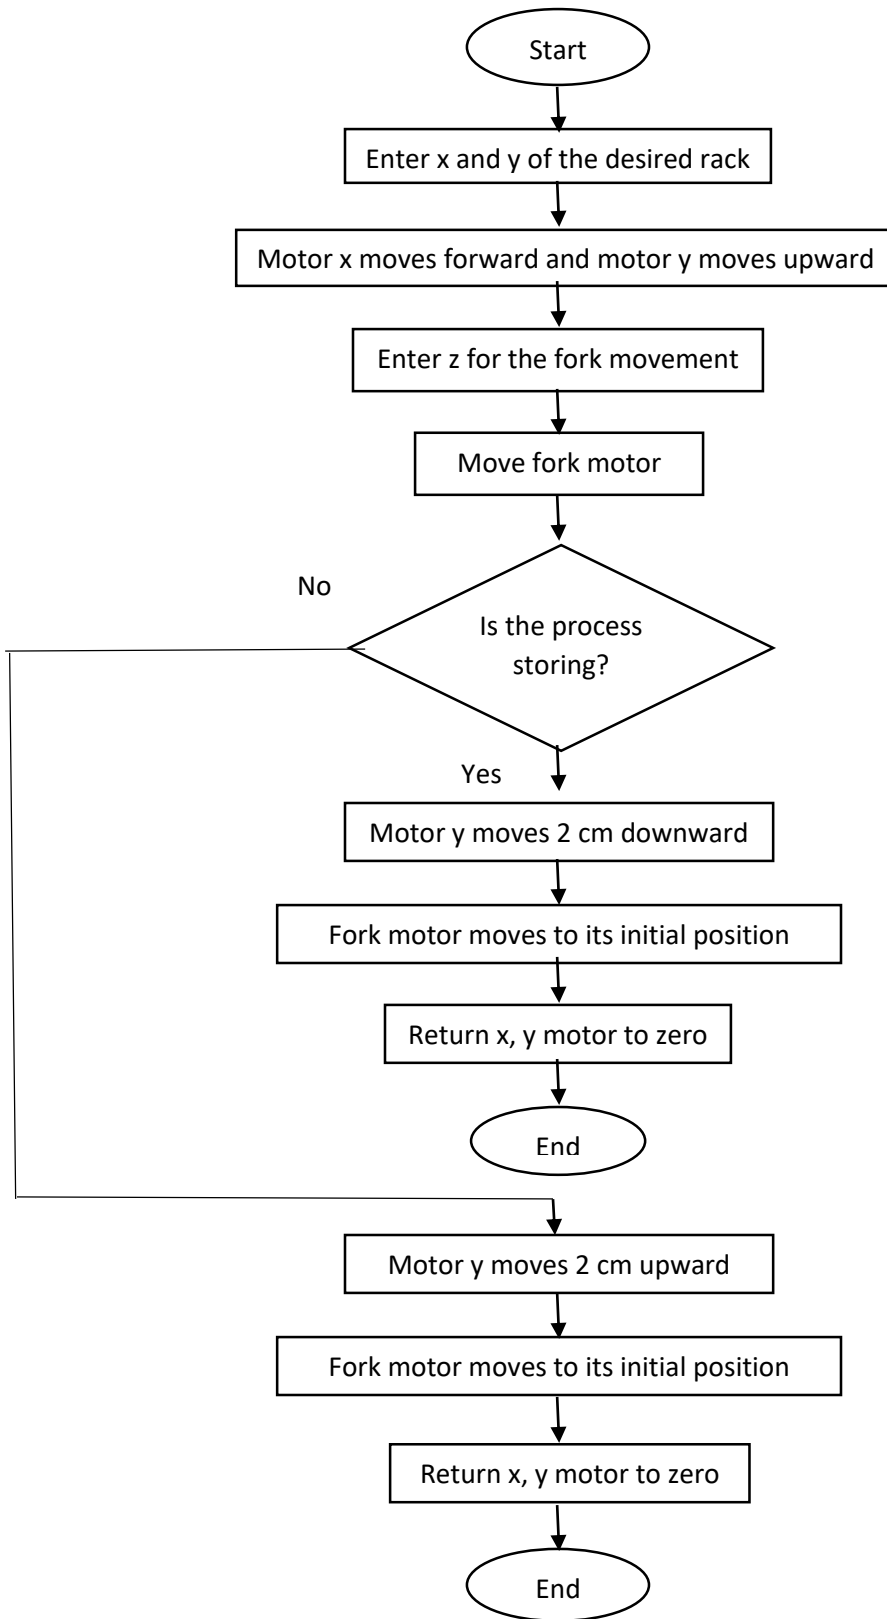 Start
Enter x and y of the desired rack
Motor x moves forward and motor y moves upward
Enter z for the fork movement
Move fork motor
No
Is the process
storing?
Yes
Motor y moves 2 cm downward
Fork motor moves to its initial position
Return x, y motor to zero
End
Motor y moves 2 cm upward
Fork motor moves to its initial position
Return x, y motor to zero
End